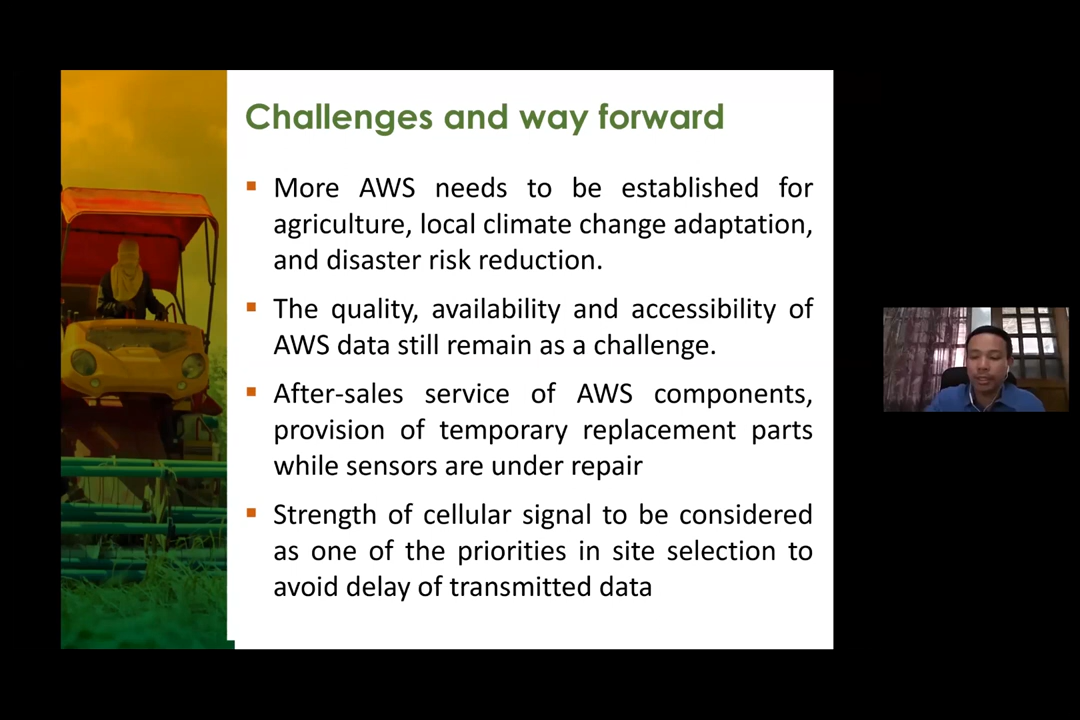 Challenges and way forward
▪ More AWS needs to be established for
agriculture, local climate change adaptation,
and disaster risk reduction.
▪ The quality, availability and accessibility of
AWS data still remain as a challenge.
▪ After-sales service of AWS components,
provision of temporary replacement parts
while sensors are under repair
▪ Strength of cellular signal to be considered
as one of the priorities in site selection to
avoid delay of transmitted data